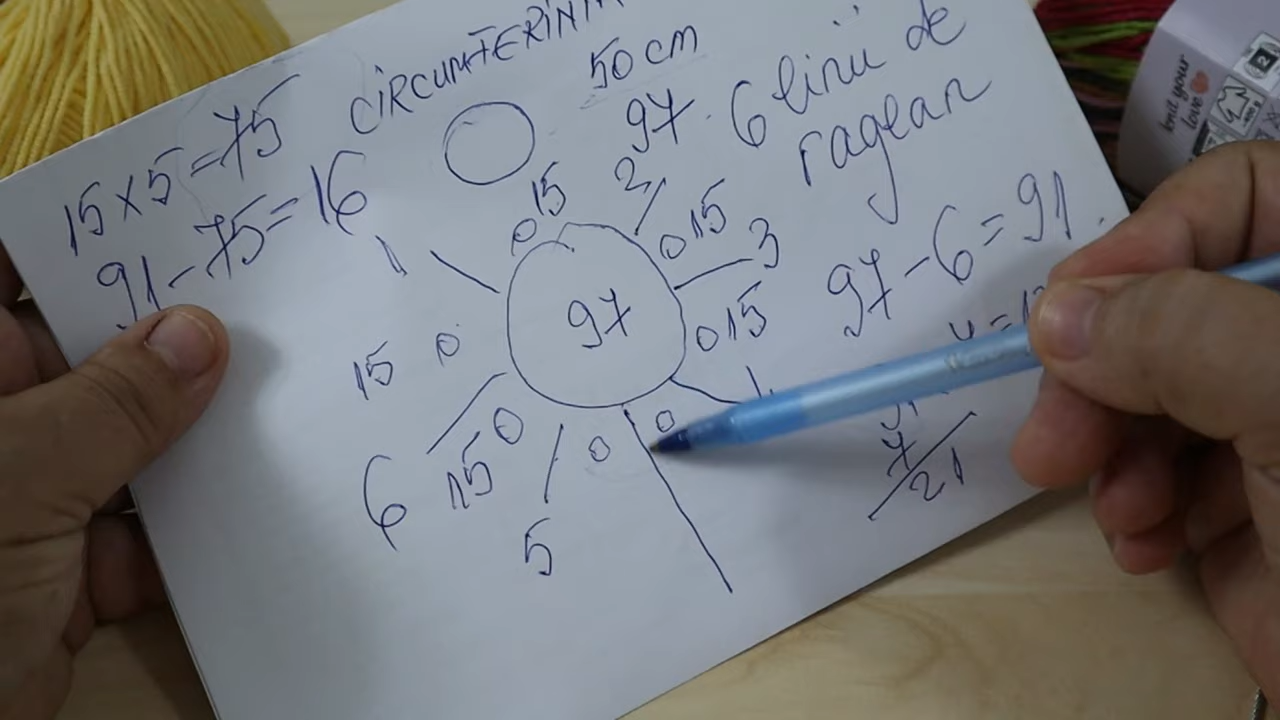 CIRCUMFERINȚA
50 cm
97. 6 linii de
raglan
15 x 5 = 75
91 - 75 = 16
97 - 6 = 91.
15
2
15
3
1
97
15
15
6
15
5
21
knit your
love